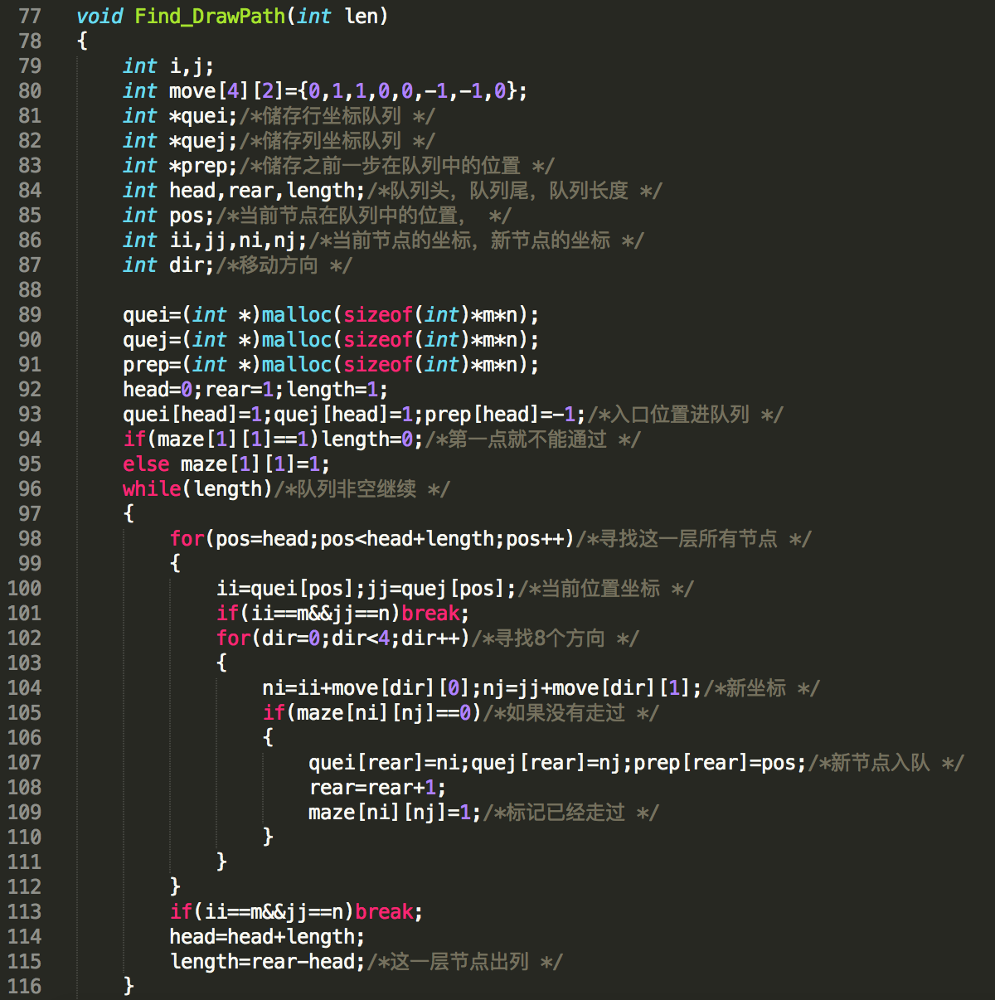 77 void Find_DrawPath(int len)
78 {
79 int i,j;
80 int move[4][2]={0,1,1,0,0,-1,-1,0};
81 int *quei;/*储存行坐标队列 */
82 int *quej;/*储存列坐标队列 */
83 int *prep;/*储存之前一步在队列中的位置 */
84 int head,rear,length;/*队列头，队列尾，队列长度 */
85 int pos;/*当前节点在队列中的位置， */
86 int ii,jj,ni,nj;/*当前节点的坐标，新节点的坐标 */
87 int dir;/*移动方向 */
88
89 quei=(int *)malloc(sizeof(int)*m*n);
90 quej=(int *)malloc(sizeof(int)*m*n);
91 prep=(int *)malloc(sizeof(int)*m*n);
92 head=0;rear=1;length=1;
93 quei[head]=1;quej[head]=1;prep[head]=-1;/*入口位置进队列 */
94 if(maze[1][1]==1)length=0;/*第一点就不能通过 */
95 else maze[1][1]=1;
96 while(length)/*队列非空继续 */
97 {
98 for(pos=head;pos<head+length;pos++)/*寻找这一层所有节点 */
99 {
100 ii=quei[pos];jj=quej[pos];/*当前位置坐标 */
101 if(ii==m&&jj==n)break;
102 for(dir=0;dir<4;dir++)/*寻找8个方向 */
103 {
104 ni=ii+move[dir][0];nj=jj+move[dir][1];/*新坐标 */
105 if(maze[ni][nj]==0)/*如果没有走过 */
106 {
107 quei[rear]=ni;quej[rear]=nj;prep[rear]=pos;/*新节点入队 */
108 rear=rear+1;
109 maze[ni][nj]=1;/*标记已经走过 */
110 }
111 }
112 }
113 if(ii==m&&jj==n)break;
114 head=head+length;
115 length=rear-head;/*这一层节点出列 */
116 }